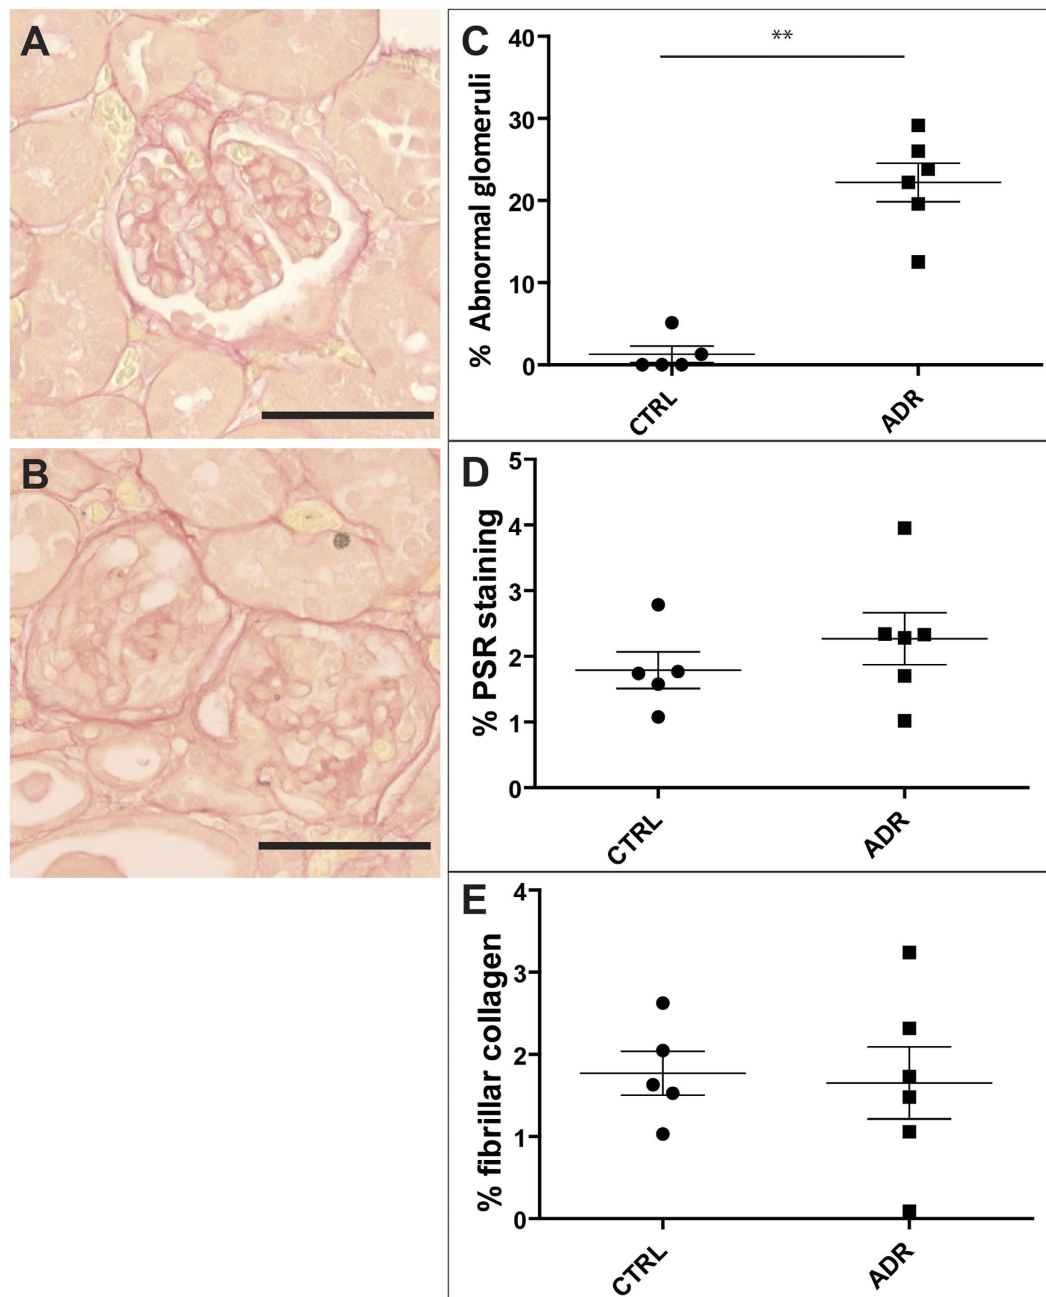 A
B
C
**
% Abnormal glomeruli
40
30
20
10
0
CTRL
ADR
D
% PSR staining
5
4
3
2
1
0
CTRL
ADR
E
% fibrillar collagen
4
3
2
1
0
CTRL
ADR